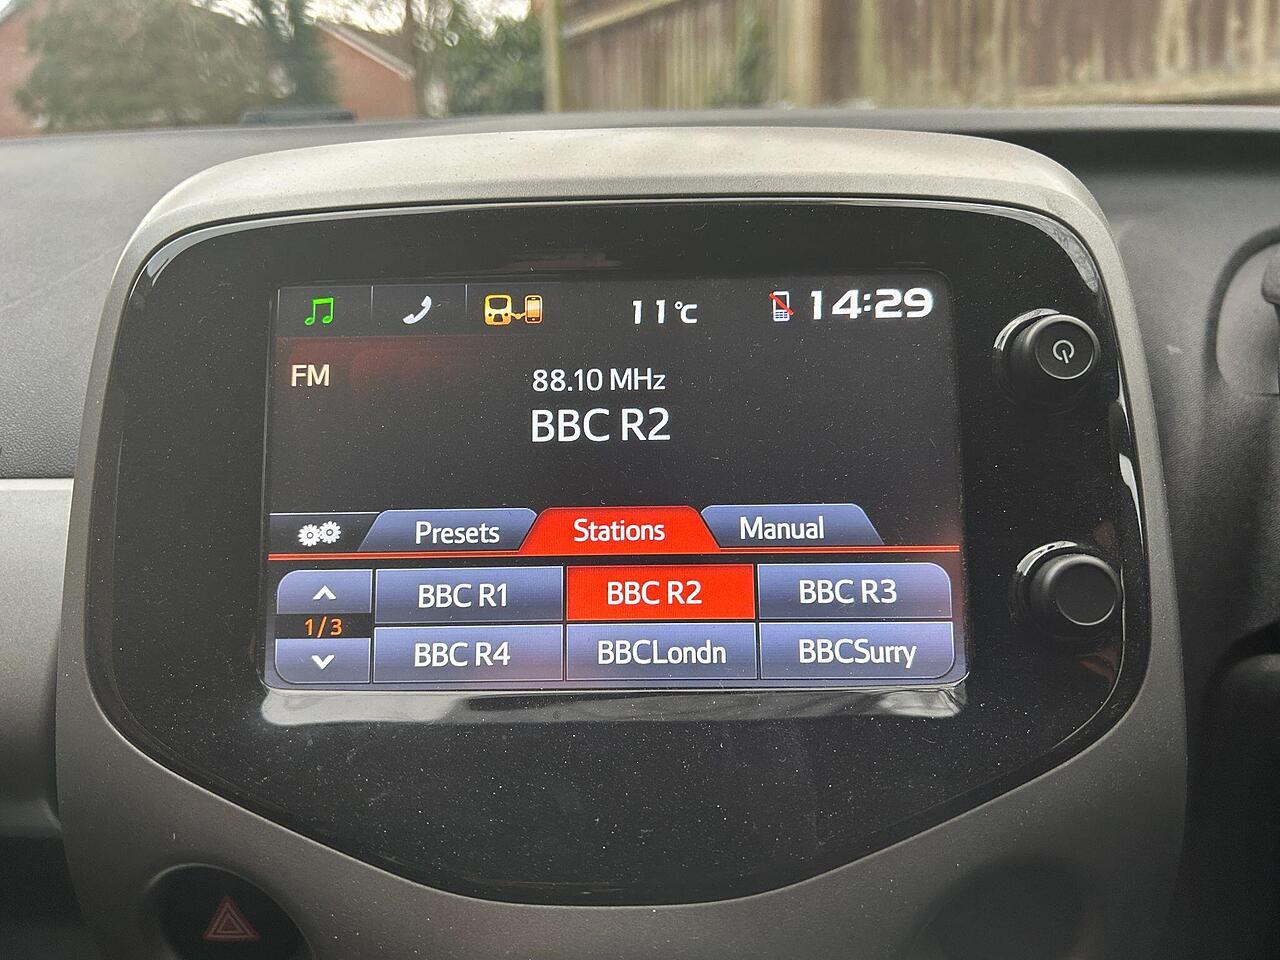 11°C 14:29
FM
88.10 MHz
BBC R2
Presets Stations Manual
BBC R1 BBC R2 BBC R3
1/3
BBC R4 BBCLondn BBCSurry